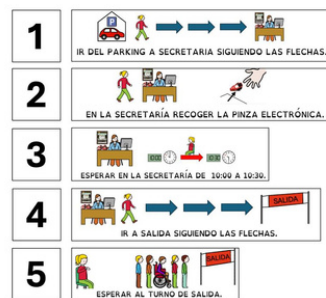 1
P
IR DEL PARKING A SECRETARIA SIGUIENDO LAS FLECHAS.
2
EN LA SECRETARÍA RECOGER LA PINZA ELECTRÓNICA.
3
ESPERAR EN LA SECRETARÍA DE 10:00 A 10:30.
4
SALIDA
IR A SALIDA SIGUIENDO LAS FLECHAS.
5
SALIDA
ESPERAR AL TURNO DE SALIDA.